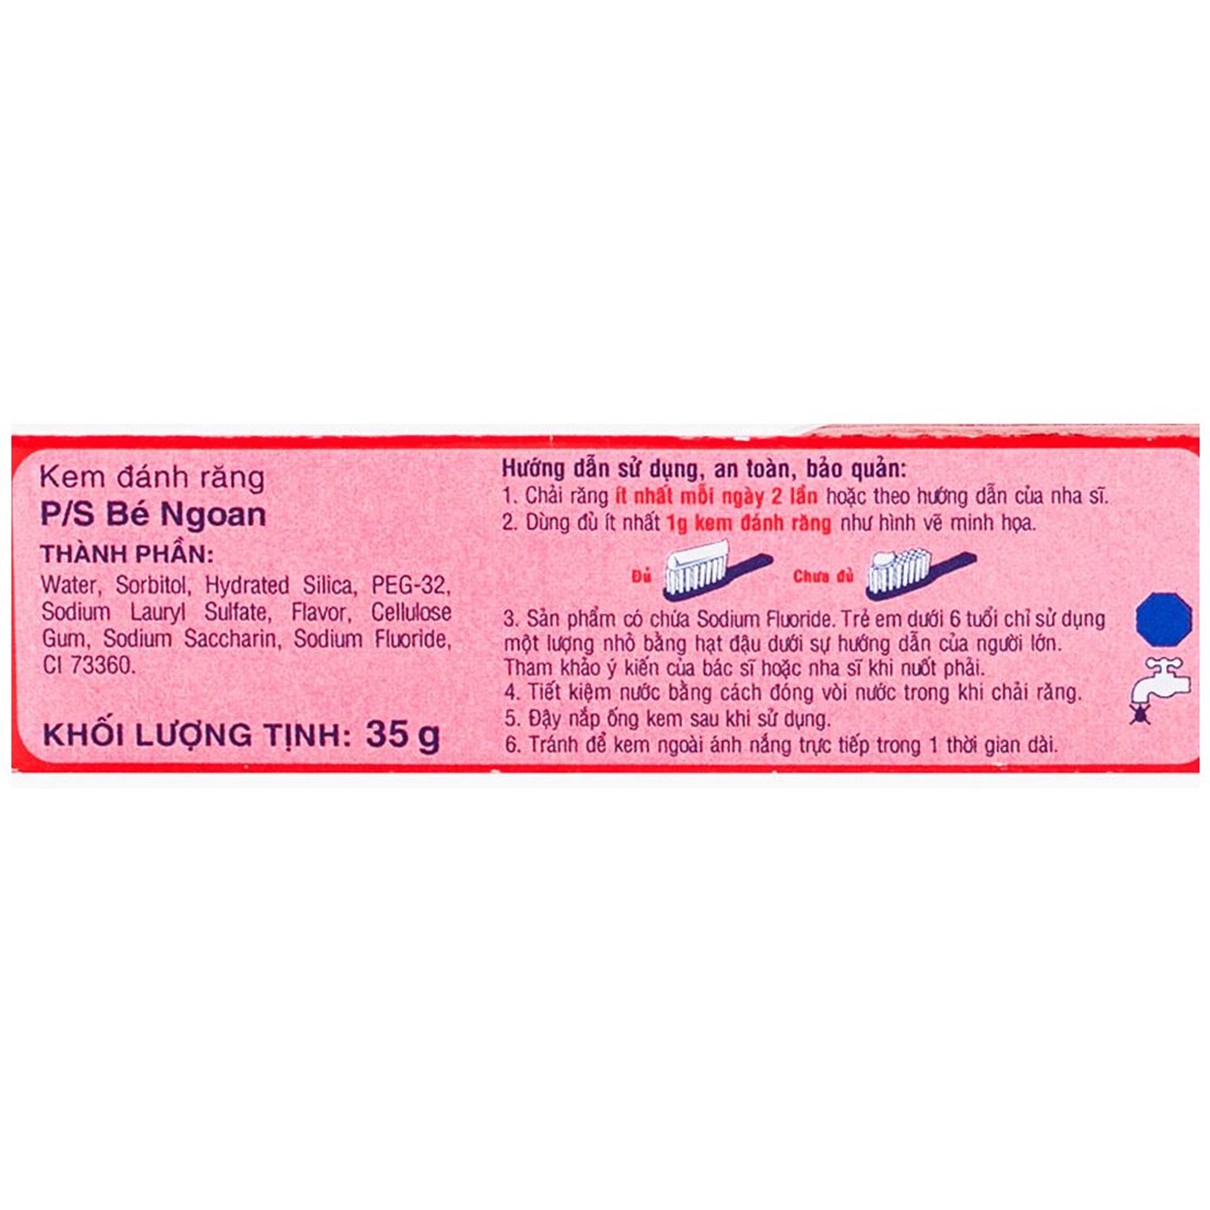 Kem đánh răng
P/S Bé Ngoan
THÀNH PHẦN:
Water, Sorbitol, Hydrated Silica, PEG-32,
Sodium Lauryl Sulfate, Flavor, Cellulose
Gum, Sodium Saccharin, Sodium Fluoride,
CI 73360.
KHỐI LƯỢNG TỊNH: 35 g
Hướng dẫn sử dụng, an toàn, bảo quản:
1. Chải răng ít nhất mỗi ngày 2 lần hoặc theo hướng dẫn của nha sĩ.
2. Dùng đủ ít nhất 1g kem đánh răng như hình vẽ minh họa.
Đủ Chưa đủ
3. Sản phẩm có chứa Sodium Fluoride. Trẻ em dưới 6 tuổi chỉ sử dụng
một lượng nhỏ bằng hạt đậu dưới sự hướng dẫn của người lớn.
Tham khảo ý kiến của bác sĩ hoặc nha sĩ khi nuốt phải.
4. Tiết kiệm nước bằng cách đóng vòi nước trong khi chải răng.
5. Đậy nắp ống kem sau khi sử dụng.
6. Tránh để kem ngoài ánh nắng trực tiếp trong 1 thời gian dài.